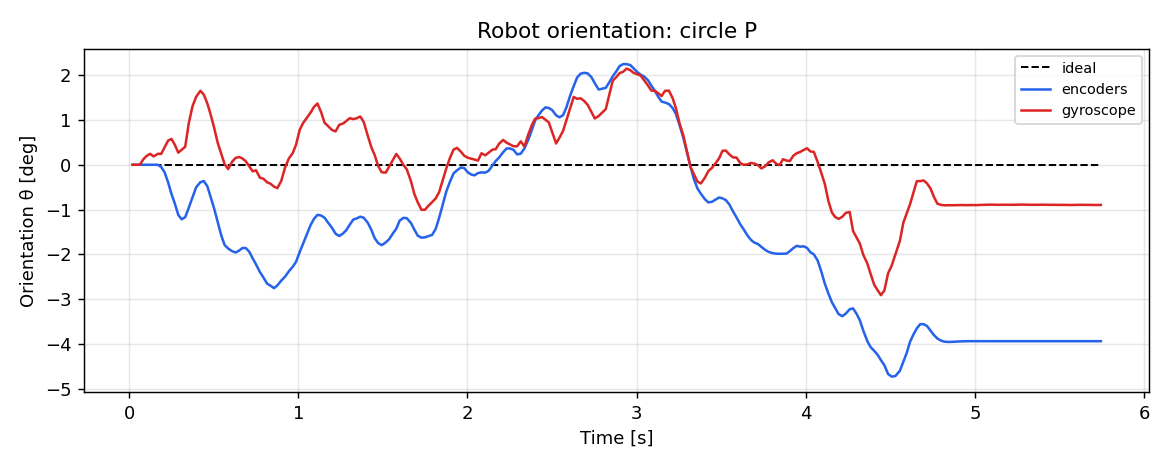 Robot orientation: circle P
ideal
encoders
gyroscope
Orientation θ [deg]
2
1
0
−1
−2
−3
−4
−5
0 1 2 3 4 5 6
Time [s]